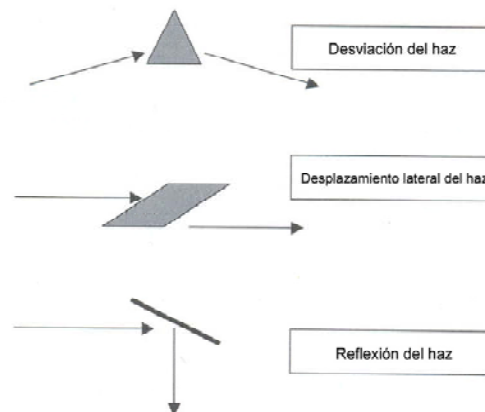 Desviación del haz
Desplazamiento lateral del haz
Reflexión del haz